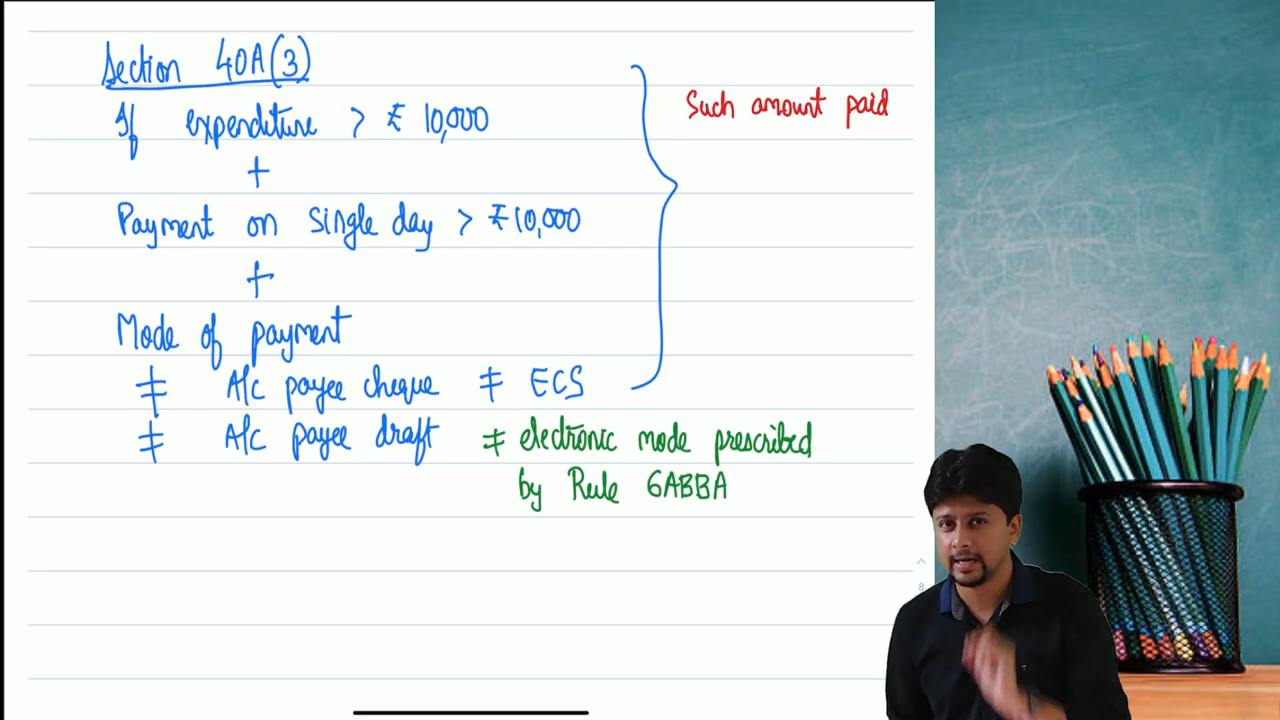 Section 40A(3)
If expenditure > ₹ 10,000
+
Payment on single day > ₹10,000
+
Mode of payment
≠ A/c payee cheque ≠ ECS
≠ A/c payee draft ≠ electronic mode prescribed
by Rule 6ABBA
Such amount paid
8